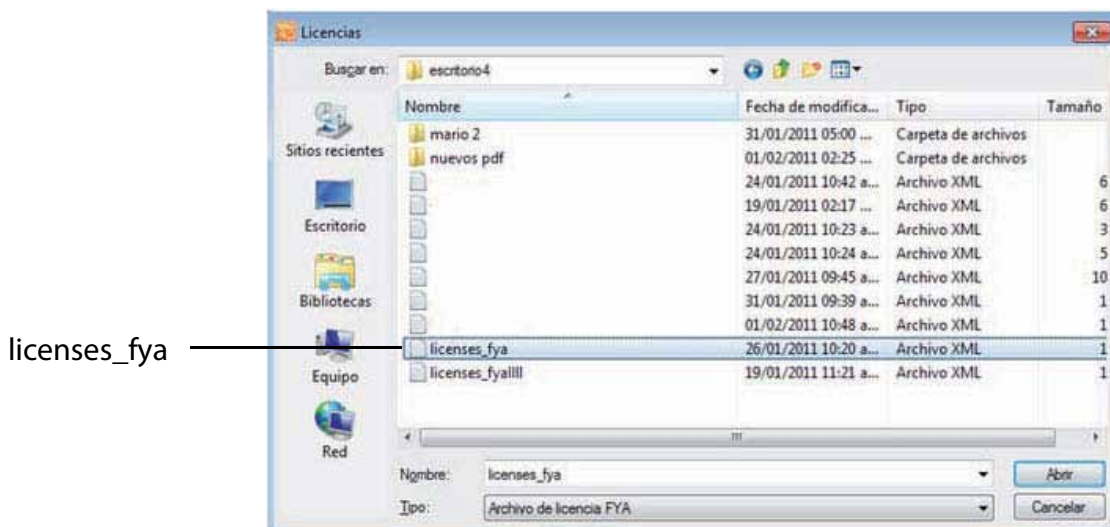 Licencias
Buscar en: escritorio4
Nombre Fecha de modifica... Tipo Tamaño
mario 2 31/01/2011 05:00 ... Carpeta de archivos
nuevos pdf 01/02/2011 02:25 ... Carpeta de archivos
24/01/2011 10:42 a... Archivo XML 6
19/01/2011 02:17 ... Archivo XML 6
24/01/2011 10:23 a... Archivo XML 3
24/01/2011 10:24 a... Archivo XML 5
27/01/2011 09:45 a... Archivo XML 10
31/01/2011 09:39 a... Archivo XML 1
01/02/2011 10:48 a... Archivo XML 1
licenses_fya 26/01/2011 10:20 a... Archivo XML 1
licenses_fyallll 19/01/2011 11:21 a... Archivo XML 1
Sitios recientes
Escritorio
Bibliotecas
Equipo
Red
licenses_fya
Nombre: licenses_fya Abrir
Tipo: Archivo de licencia FYA Cancelar